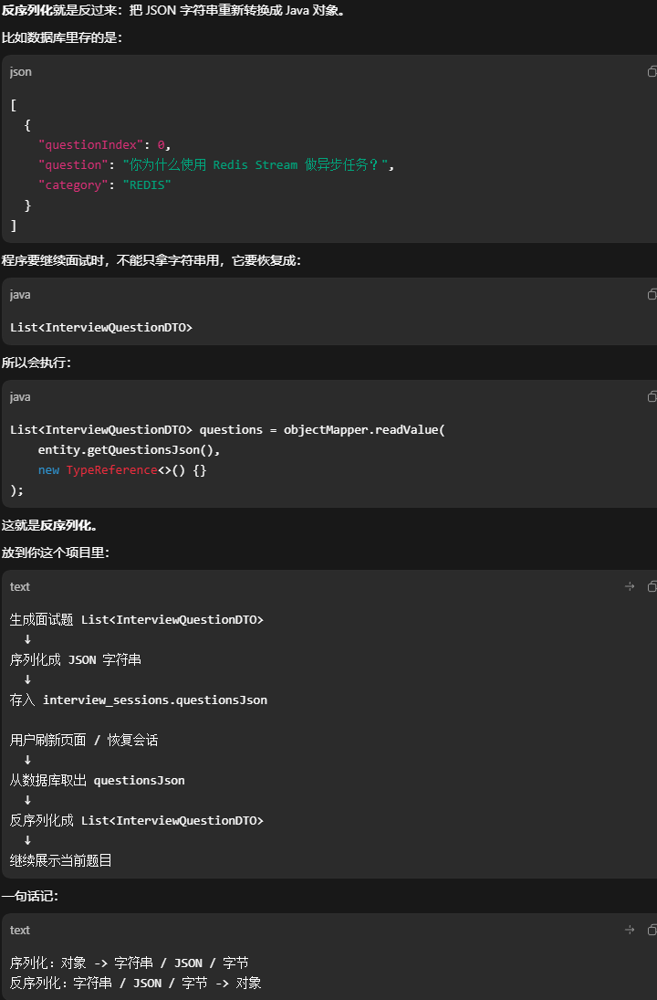 反序列化就是反过来：把 JSON 字符串重新转换成 Java 对象。
比如数据库里存的是：
json
[
  {
    "questionIndex": 0,
    "question": "你为什么使用 Redis Stream 做异步任务？",
    "category": "REDIS"
  }
]
程序要继续面试时，不能只拿字符串用，它要恢复成：
java
List<InterviewQuestionDTO>
所以会执行：
java
List<InterviewQuestionDTO> questions = objectMapper.readValue(
    entity.getQuestionsJson(),
    new TypeReference<>() {}
);
这就是反序列化。
放到你这个项目里：
text
生成面试题 List<InterviewQuestionDTO>
  ↓
序列化成 JSON 字符串
  ↓
存入 interview_sessions.questionsJson
用户刷新页面 / 恢复会话
  ↓
从数据库取出 questionsJson
  ↓
反序列化成 List<InterviewQuestionDTO>
  ↓
继续展示当前题目
一句话记：
text
序列化：对象 -> 字符串 / JSON / 字节
反序列化：字符串 / JSON / 字节 -> 对象